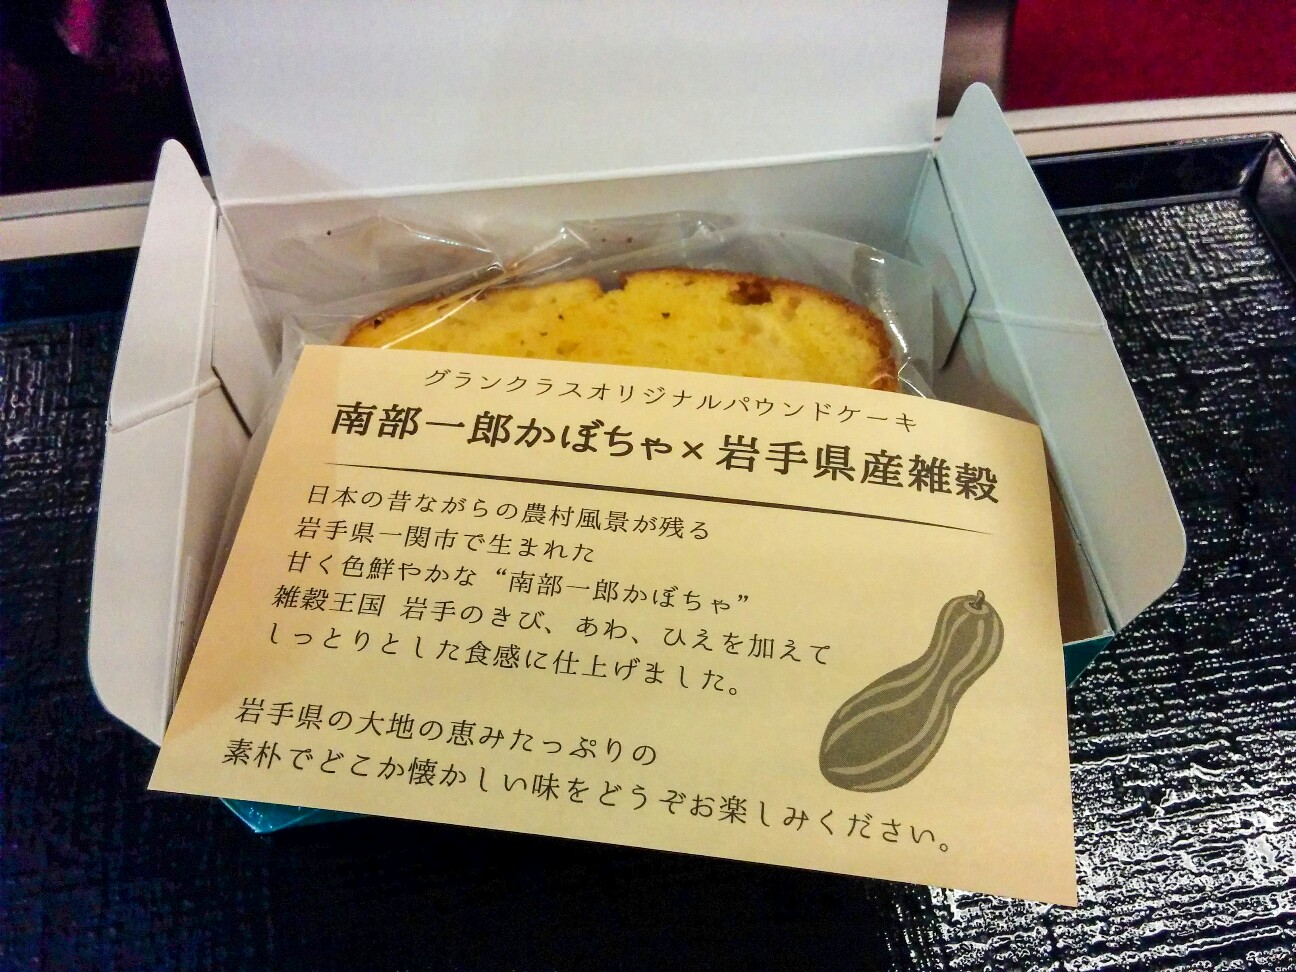 グランクラスオリジナルパウンドケーキ
南部一郎かぼちゃ×岩手県産雑穀
日本の昔ながらの農村風景が残る
岩手県一関市で生まれた
甘く色鮮やかな “南部一郎かぼちゃ”
雑穀王国 岩手のきび、あわ、ひえを加えて
しっとりとした食感に仕上げました。
岩手県の大地の恵みたっぷりの
素朴でどこか懐かしい味をどうぞお楽しみください。